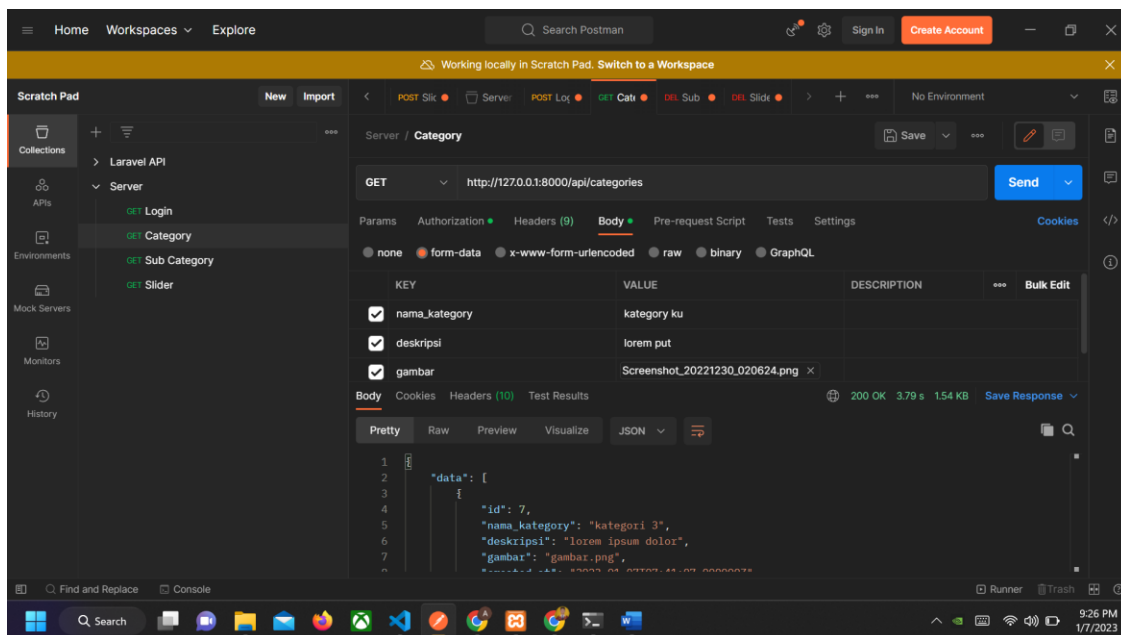 Home Workspaces Explore Search Postman Sign In Create Account
Working locally in Scratch Pad. Switch to a Workspace
Scratch Pad New Import POST Slic Server POST Log GET Cate DEL Sub DEL Slide No Environment
Server / Category Save
Collections
Laravel API
Server
GET http://127.0.0.1:8000/api/categories Send
APIs
GET Login
Params Authorization Headers (9) Body Pre-request Script Tests Settings Cookies
GET Category
Environments
GET Sub Category
none form-data x-www-form-urlencoded raw binary GraphQL
GET Slider
KEY VALUE DESCRIPTION Bulk Edit
Mock Servers
nama_kategory kategory ku
deskripsi lorem put
Monitors
gambar Screenshot_20221230_020624.png
History
Body Cookies Headers (10) Test Results 200 OK 3.79 s 1.54 KB Save Response
Pretty Raw Preview Visualize JSON
1 {
2 "data": [
3 {
4 "id": 7,
5 "nama_kategory": "kategori 3",
6 "deskripsi": "lorem ipsum dolor",
7 "gambar": "gambar.png",
Find and Replace Console Runner Trash
Search 9:26 PM
1/7/2023